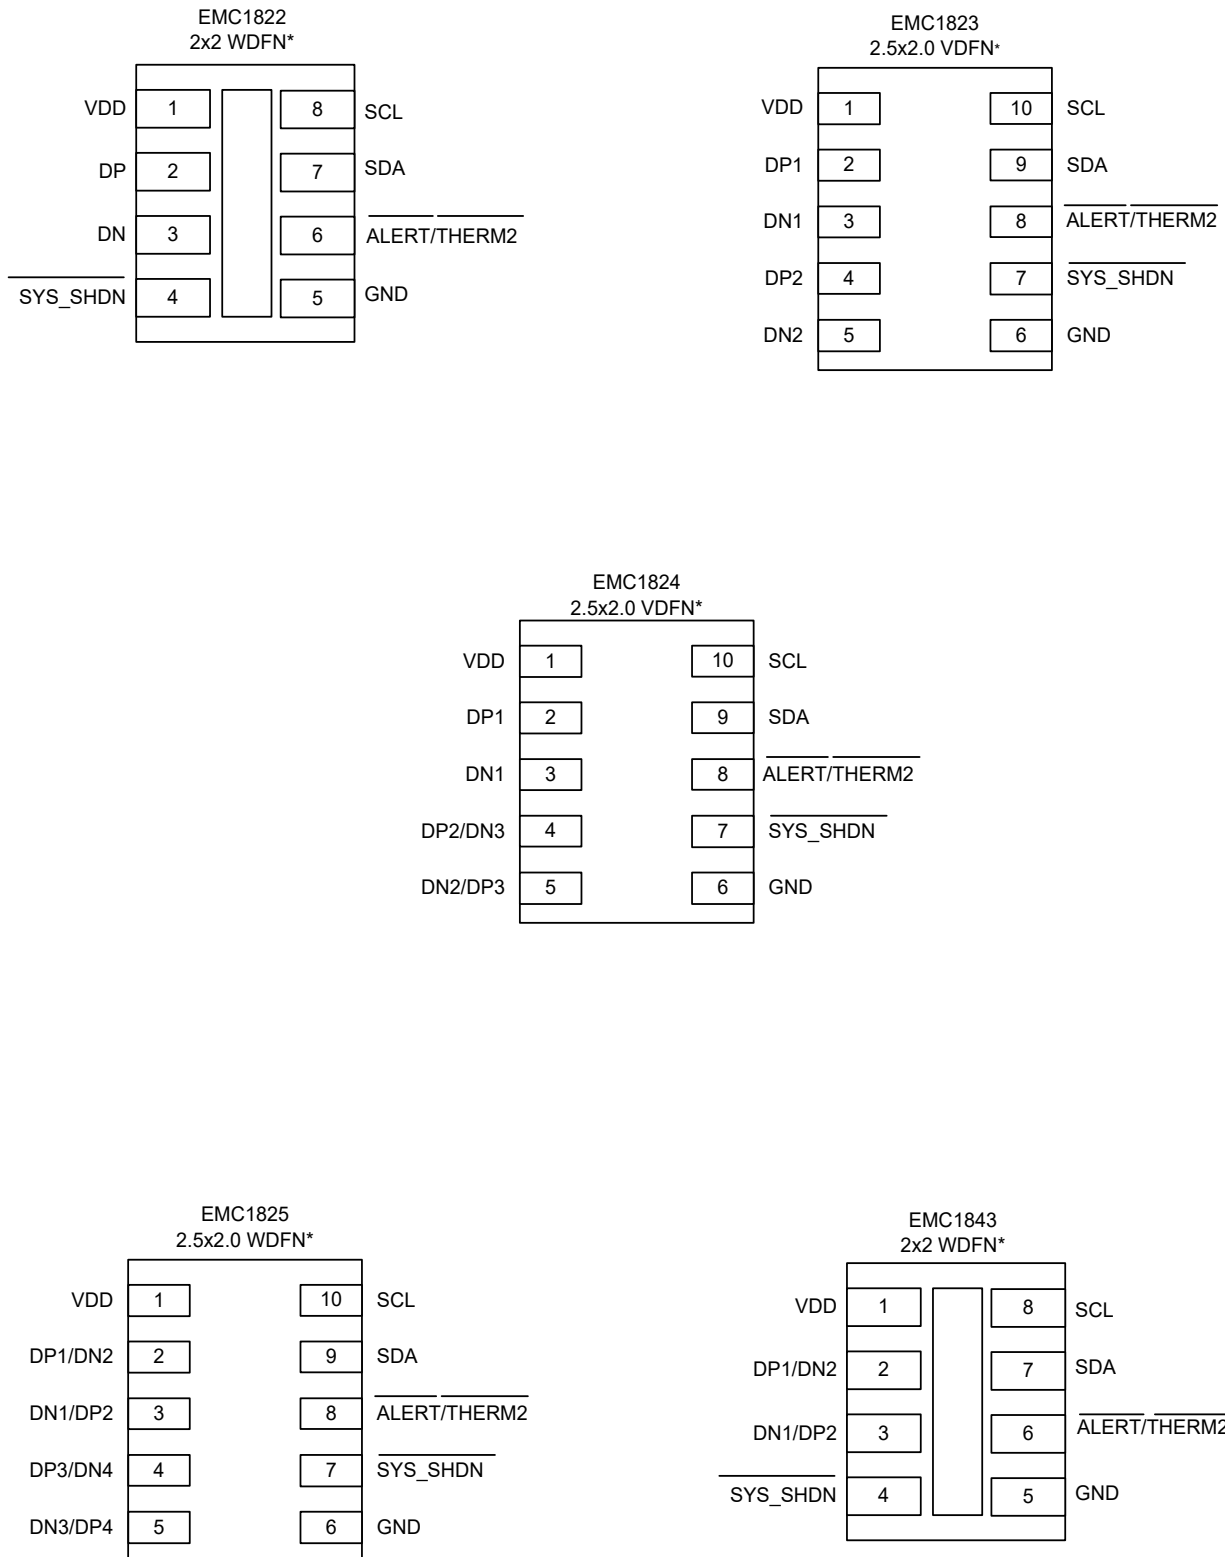 EMC1822
2x2 WDFN*
VDD 1 8 SCL
DP 2 7 SDA
DN 3 6 ALERT/THERM2
SYS_SHDN 4 5 GND
EMC1823
2.5x2.0 VDFN*
VDD 1 10 SCL
DP1 2 9 SDA
DN1 3 8 ALERT/THERM2
DP2 4 7 SYS_SHDN
DN2 5 6 GND
EMC1824
2.5x2.0 VDFN*
VDD 1 10 SCL
DP1 2 9 SDA
DN1 3 8 ALERT/THERM2
DP2/DN3 4 7 SYS_SHDN
DN2/DP3 5 6 GND
EMC1825
2.5x2.0 WDFN*
VDD 1 10 SCL
DP1/DN2 2 9 SDA
DN1/DP2 3 8 ALERT/THERM2
DP3/DN4 4 7 SYS_SHDN
DN3/DP4 5 6 GND
EMC1843
2x2 WDFN*
VDD 1 8 SCL
DP1/DN2 2 7 SDA
DN1/DP2 3 6 ALERT/THERM2
SYS_SHDN 4 5 GND